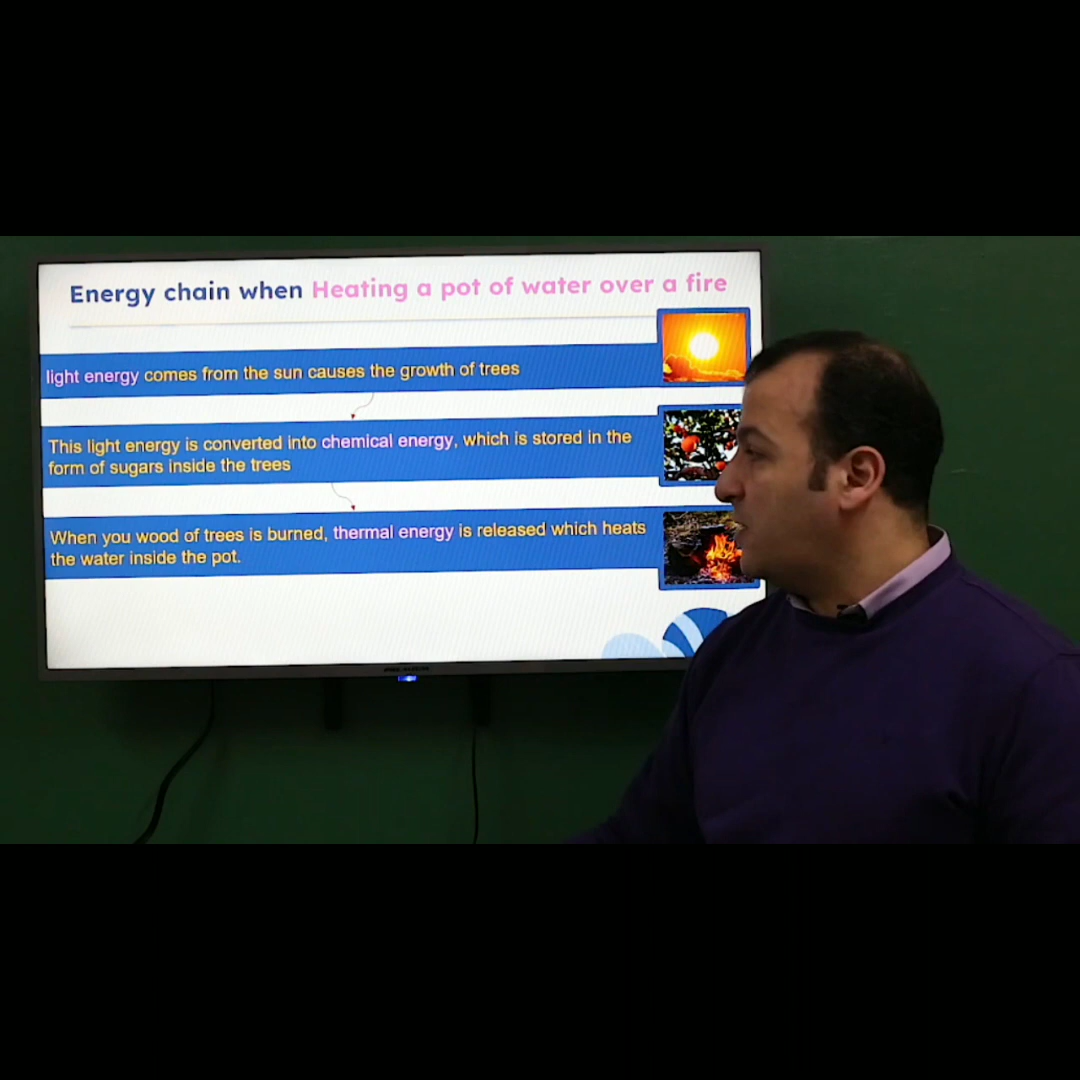 Energy chain when Heating a pot of water over a fire
light energy comes from the sun causes the growth of trees
This light energy is converted into chemical energy, which is stored in the
form of sugars inside the trees
When you wood of trees is burned, thermal energy is released which heats
the water inside the pot.